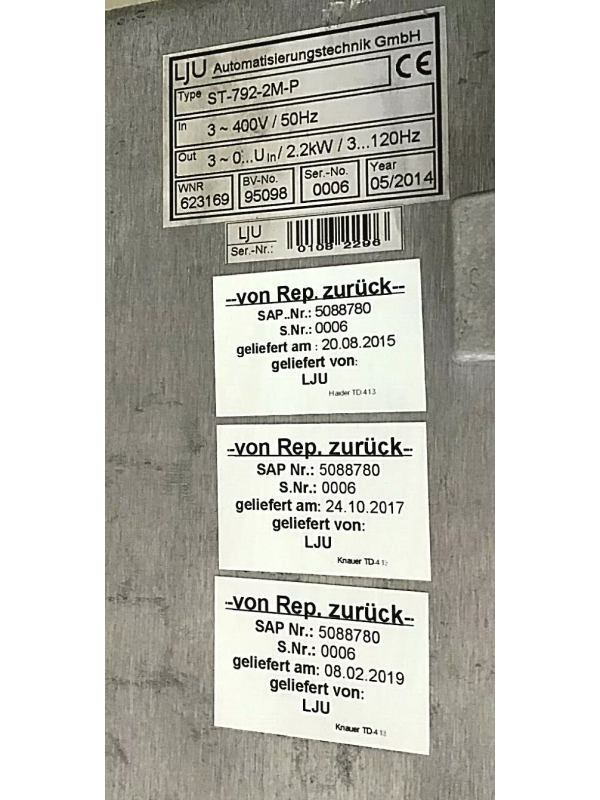 LJU Automatisierungstechnik GmbH
Type ST-792-2M-P CE
In 3~400V / 50Hz
Out 3~0...UIn/ 2.2kW / 3...120Hz
WNR 623169 BV-No. 95098 Ser.-No. 0006 Year 05/2014
LJU
Ser.-Nr.: 0108 2296
--von Rep. zurück--
SAP..Nr.: 5088780
S.Nr.: 0006
geliefert am : 20.08.2015
geliefert von:
LJU
Haider TD 413
--von Rep. zurück--
SAP Nr.: 5088780
S.Nr.: 0006
geliefert am: 24.10.2017
geliefert von:
LJU
Knauer TD-413
--von Rep. zurück--
SAP Nr.: 5088780
S.Nr.: 0006
geliefert am: 08.02.2019
geliefert von:
LJU
Knauer TD-413